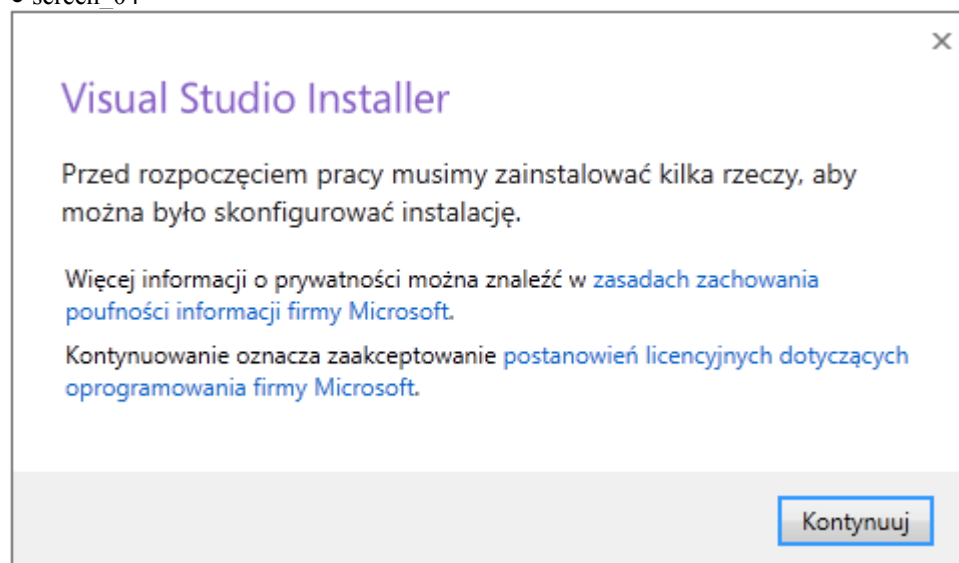 Visual Studio Installer
Przed rozpoczęciem pracy musimy zainstalować kilka rzeczy, aby
można było skonfigurować instalację.
Więcej informacji o prywatności można znaleźć w zasadach zachowania
poufności informacji firmy Microsoft.
Kontynuowanie oznacza zaakceptowanie postanowień licencyjnych dotyczących
oprogramowania firmy Microsoft.
Kontynuuj